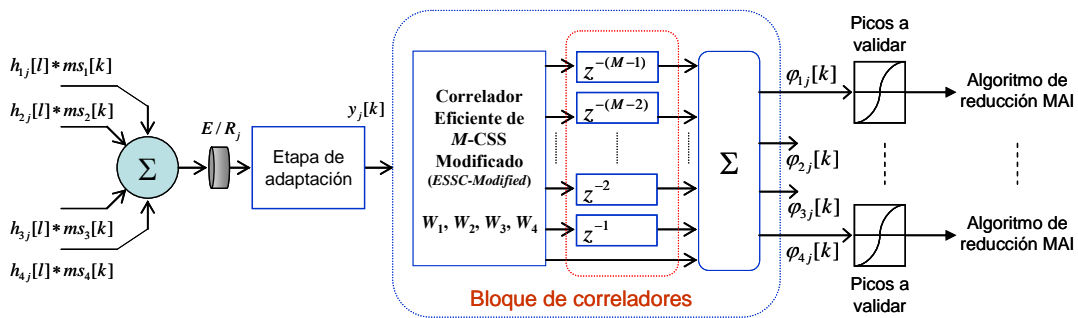 h₁ⱼ[l]*ms₁[k]
h₂ⱼ[l]*ms₂[k]
h₃ⱼ[l]*ms₃[k]
h₄ⱼ[l]*ms₄[k]
Σ
E / Rⱼ
Etapa de
adaptación
yⱼ[k]
Correlador
Eficiente de
M-CSS
Modificado
(ESSC-Modified)
W₁, W₂, W₃, W₄
z⁻⁽ᴹ⁻¹⁾
z⁻⁽ᴹ⁻²⁾
z⁻²
z⁻¹
Σ
Bloque de correladores
φ₁ⱼ[k]
φ₂ⱼ[k]
φ₃ⱼ[k]
φ₄ⱼ[k]
Picos a
validar
Algoritmo de
reducción MAI
Algoritmo de
reducción MAI
Picos a
validar